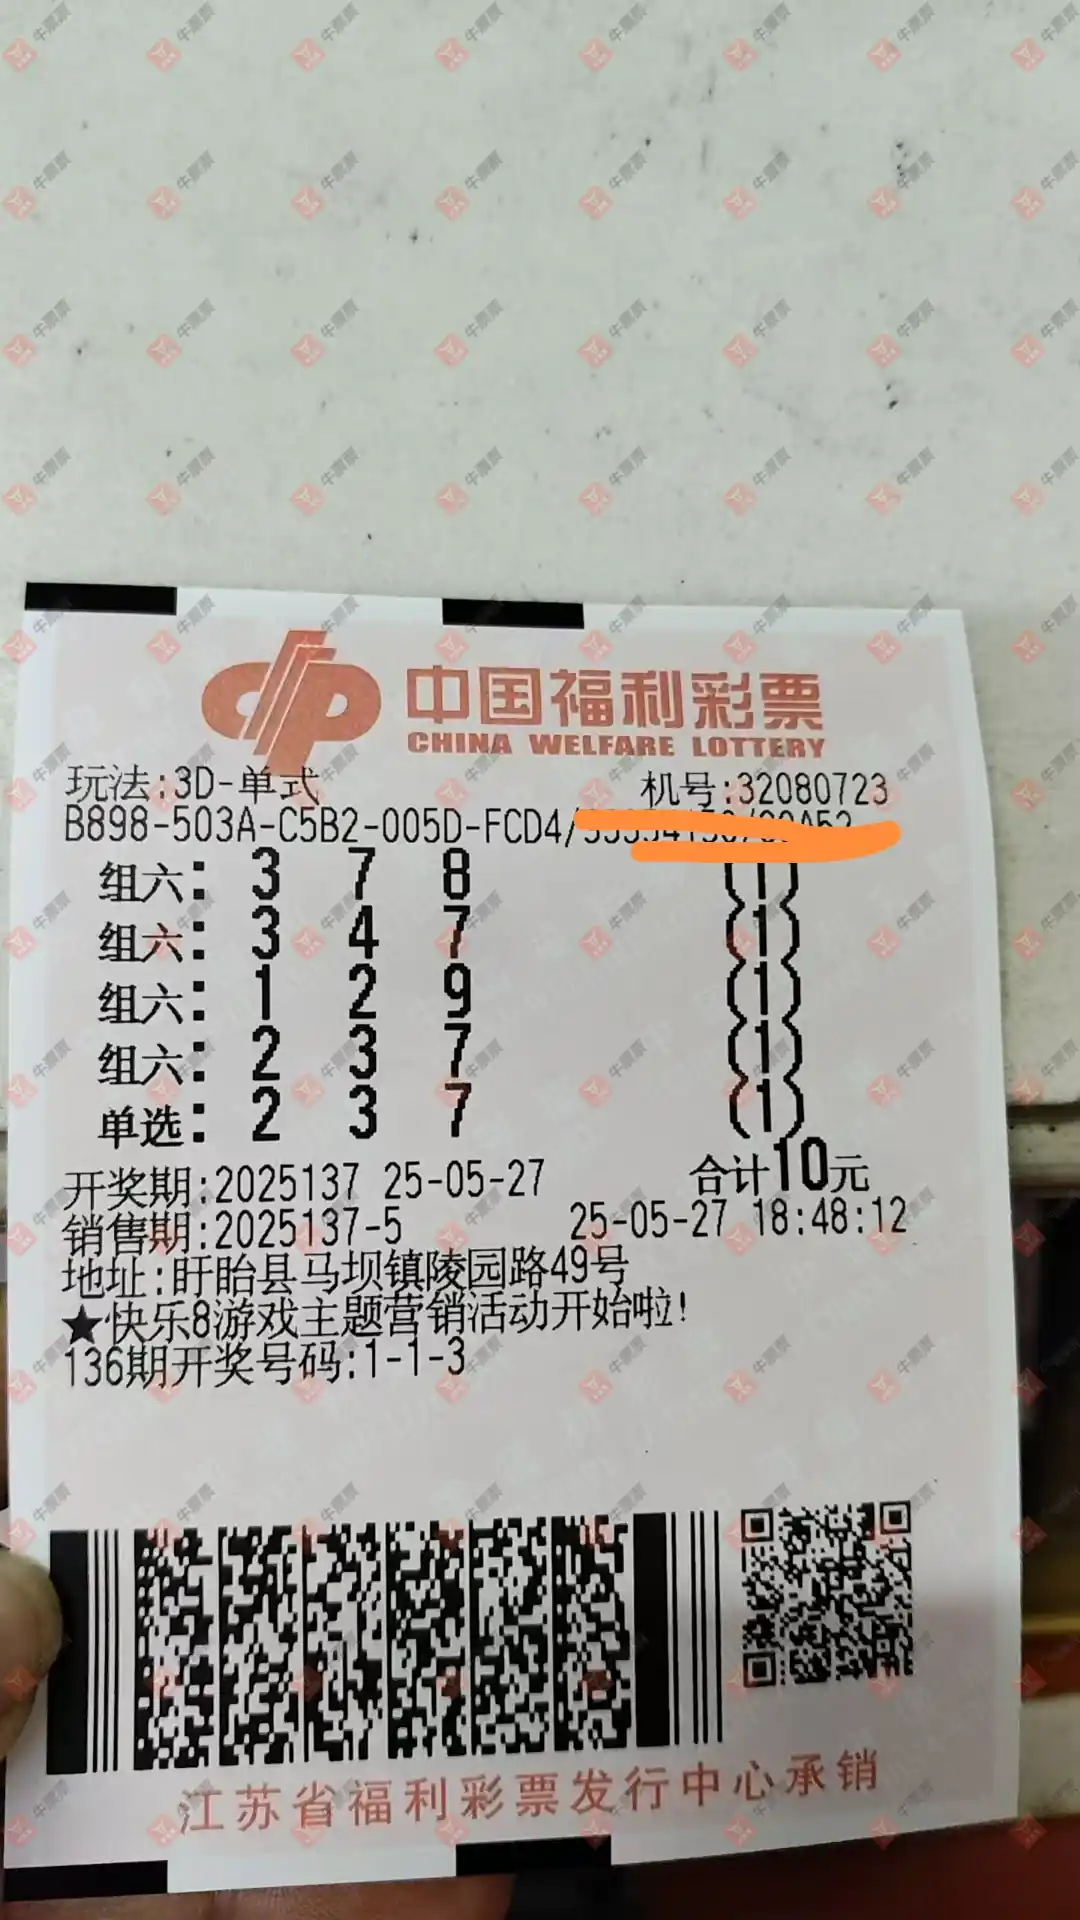 中国福利彩票
CHINA WELFARE LOTTERY
玩法:3D-单式 机号:32080723
B898-503A-C5B2-005D-FCD4/
组六: 3 7 8 (1)
组六: 3 4 7 (1)
组六: 1 2 9 (1)
组六: 2 3 7 (1)
单选: 2 3 7 (1)
开奖期:2025137 25-05-27 合计10元
销售期:2025137-5 25-05-27 18:48:12
地址:盱眙县马坝镇陵园路49号
★快乐8游戏主题营销活动开始啦!
136期开奖号码:1-1-3
江苏省福利彩票发行中心承销